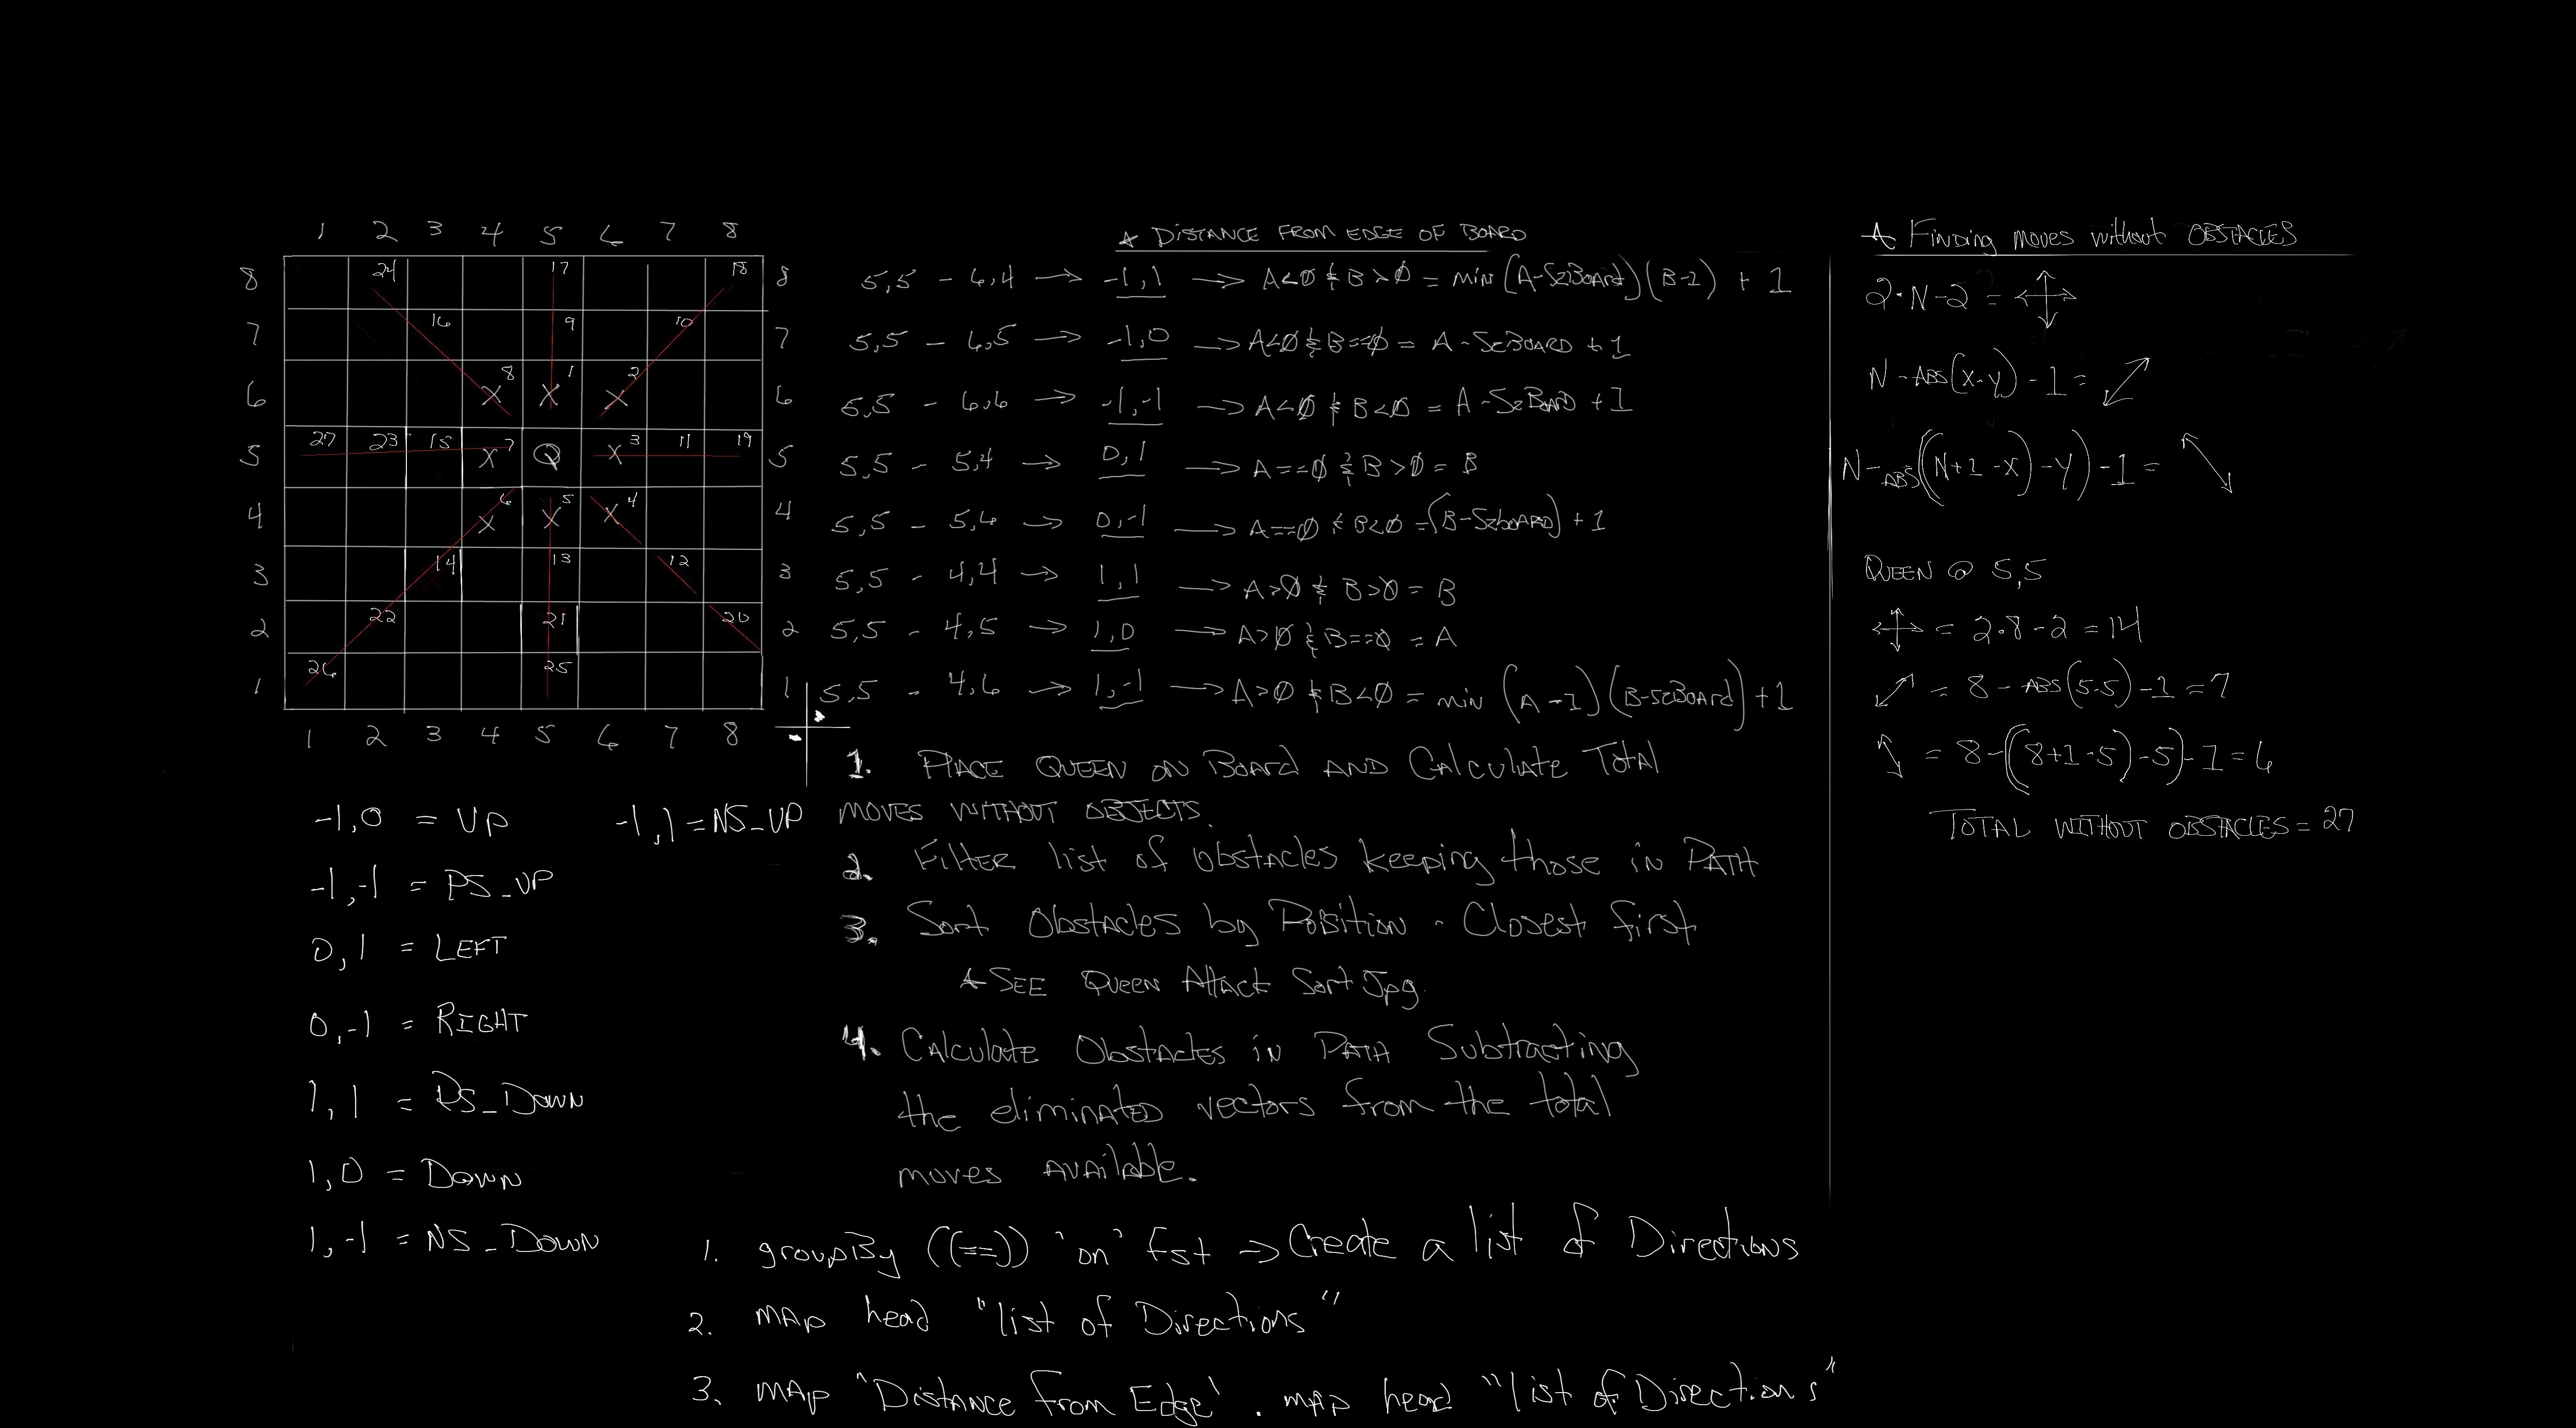 1 2 3 4 5 6 7 8
8 24 17 18 8
7 16 9 10 7
6 X 8 X 1 X 2 6
5 27 23 15 X 7 Q X 3 11 19 5
4 X 6 X 5 X 4 4
3 14 13 12 3
2 22 21 20 2
1 26 25 1
1 2 3 4 5 6 7 8
-1,0 = UP
-1,1 = NS_UP
-1,-1 = PS_UP
0,1 = LEFT
0,-1 = RIGHT
1,1 = PS_Down
1,0 = Down
1,-1 = NS_Down
DISTANCE FROM EDGE OF BOARD
5,5 - 6,4 → -1,1 → A<Ø & B>Ø = min (A-SzBoard)(B-1) + 1
5,5 - 6,5 → -1,0 → A<Ø & B==Ø = A - SzBOARD + 1
5,5 - 6,6 → -1,-1 → A<Ø & B<Ø = A - SzBoard + 1
5,5 - 5,4 → 0,1 → A==Ø & B>Ø = B
5,5 - 5,6 → 0,-1 → A==Ø & B<Ø = (B-SzBOARD) + 1
5,5 - 4,4 → 1,1 → A>Ø & B>Ø = B
5,5 - 4,5 → 1,0 → A>Ø & B==Ø = A
5,5 - 4,6 → 1,-1 → A>Ø & B<Ø = min (A-1)(B-SzBoard) + 1
1. PLACE QUEEN ON BOARD AND CALCULATE TOTAL
MOVES WITHOUT OBJECTS.
2. Filter list of obstacles keeping those in PATH
3. Sort Obstacles by Position - Closest first
SEE Queen Attack Sort Jpg.
4. Calculate Obstacles in PATH Subtracting
the eliminated vectors from the total
moves available.
1. groupBy ((==)) `on` fst → Create a list of Directions
2. map head "list of Directions"
3. map "Distance from Edge' . map head "list of Directions"
Finding moves without OBSTACLES
2·N-2 =
N - ABS(X-Y) - 1 =
N - ABS((N+1-X)-Y) - 1 =
QUEEN @ 5,5
= 2·8-2 = 14
= 8 - ABS(5-5) - 1 = 7
= 8 - (8+1-5)-5) - 1 = 6
TOTAL WITHOUT OBSTACLES = 27